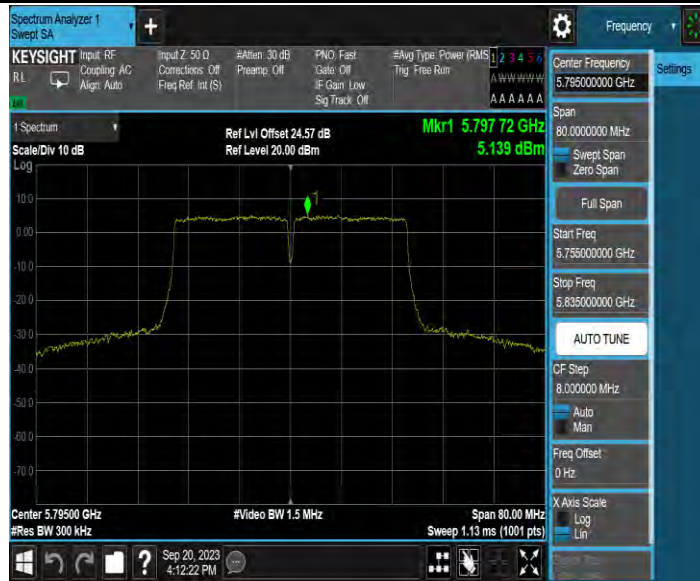 Spectrum Analyzer 1
Swept SA
+
Frequency
KEYSIGHT
RL
Input: RF
Coupling: AC
Align: Auto
Input Z: 50 Ω
Corrections: Off
Freq Ref: Int (S)
#Atten: 30 dB
Preamp: Off
PNO: Fast
Gate: Off
IF Gain: Low
Sig Track: Off
#Avg Type: Power (RMS
Trig: Free Run
1 2 3 4 5 6
A W W W W W
A A A A A A
1 Spectrum
Scale/Div 10 dB
Log
Ref Lvl Offset 24.57 dB
Ref Level 20.00 dBm
Mkr1 5.797 72 GHz
5.139 dBm
1
10.0
0.00
-10.0
-20.0
-30.0
-40.0
-50.0
-60.0
-70.0
Center 5.79500 GHz
#Res BW 300 kHz
#Video BW 1.5 MHz
Span 80.00 MHz
Sweep 1.13 ms (1001 pts)
?
Sep 20, 2023
4:12:22 PM
Center Frequency
5.795000000 GHz
Settings
Span
80.0000000 MHz
Swept Span
Zero Span
Full Span
Start Freq
5.755000000 GHz
Stop Freq
5.835000000 GHz
AUTO TUNE
CF Step
8.000000 MHz
Auto
Man
Freq Offset
0 Hz
X Axis Scale
Log
Lin